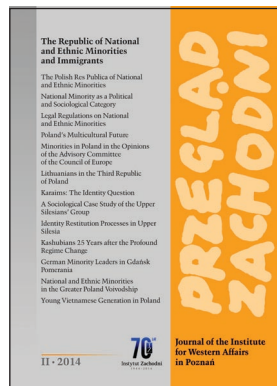 The Republic of National
and Ethnic Minorities
and Immigrants
The Polish Res Publica of National
and Ethnic Minorities
National Minority as a Political
and Sociological Category
Legal Regulations on
National and Ethnic Minorities
Poland's Multicultural Future
Minorities in Poland in the Opinions
of the Advisory Committee
of the Council of Europe
Lithuanians in the Third Republic
of Poland
Karaims: The Identity Question
A Sociological Case Study of the Upper
Silesians' Group
Identity Restitution Processes in Upper
Silesia
Kashubians 25 Years after the Profound
Regime Change
German Minority Leaders in Gdańsk
Pomerania
National and Ethnic Minorities
in the Greater Poland Voivodship
Young Vietnamese Generation in Poland
II • 2014
70
Instytut Zachodni
PRZEGLĄD
ZACHODNI
Journal of the Institute
for Western Affairs
in Poznań